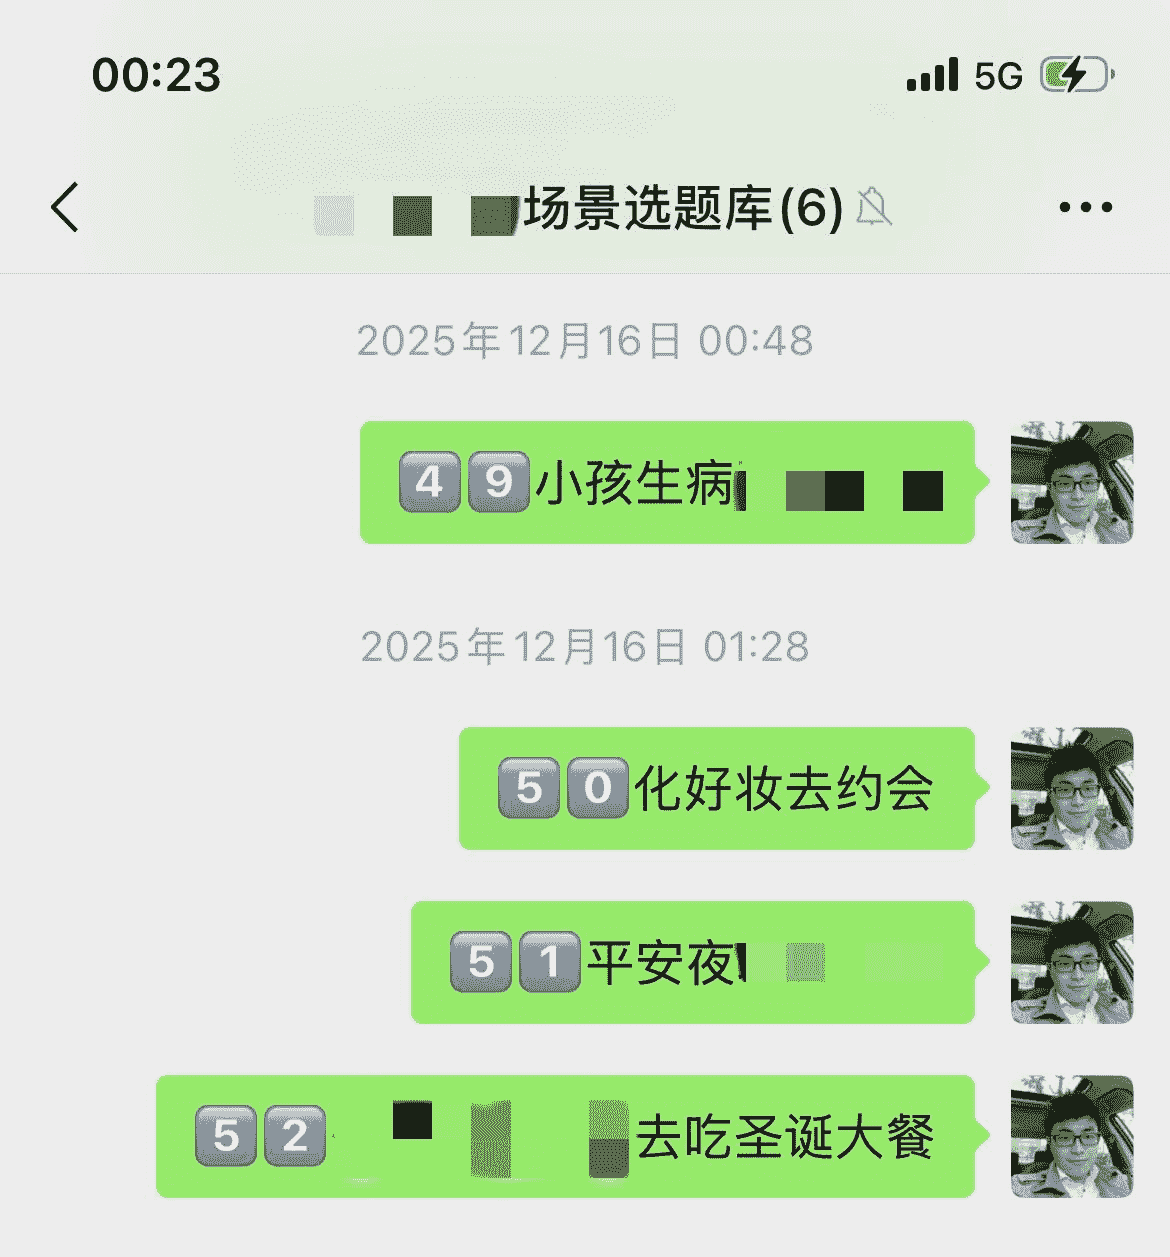 00:23
5G
场景选题库(6)
2025年12月16日 00:48
49小孩生病
2025年12月16日 01:28
50化好妆去约会
51平安夜
52去吃圣诞大餐